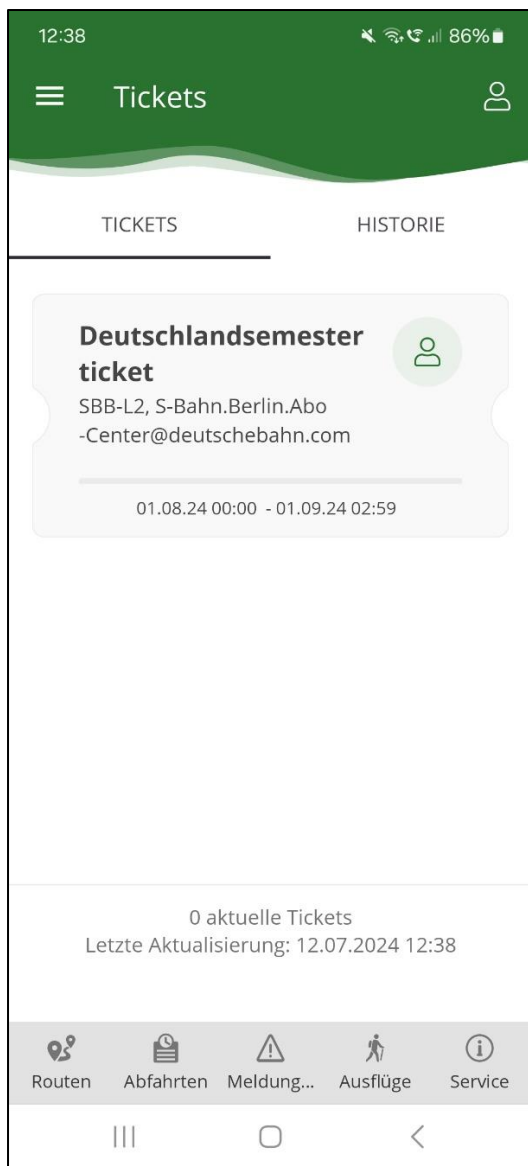 12:38 86%
Tickets
TICKETS HISTORIE
Deutschlandsemester
ticket
SBB-L2, S-Bahn.Berlin.Abo
-Center@deutschebahn.com
01.08.24 00:00 - 01.09.24 02:59
0 aktuelle Tickets
Letzte Aktualisierung: 12.07.2024 12:38
Routen Abfahrten Meldung... Ausflüge Service